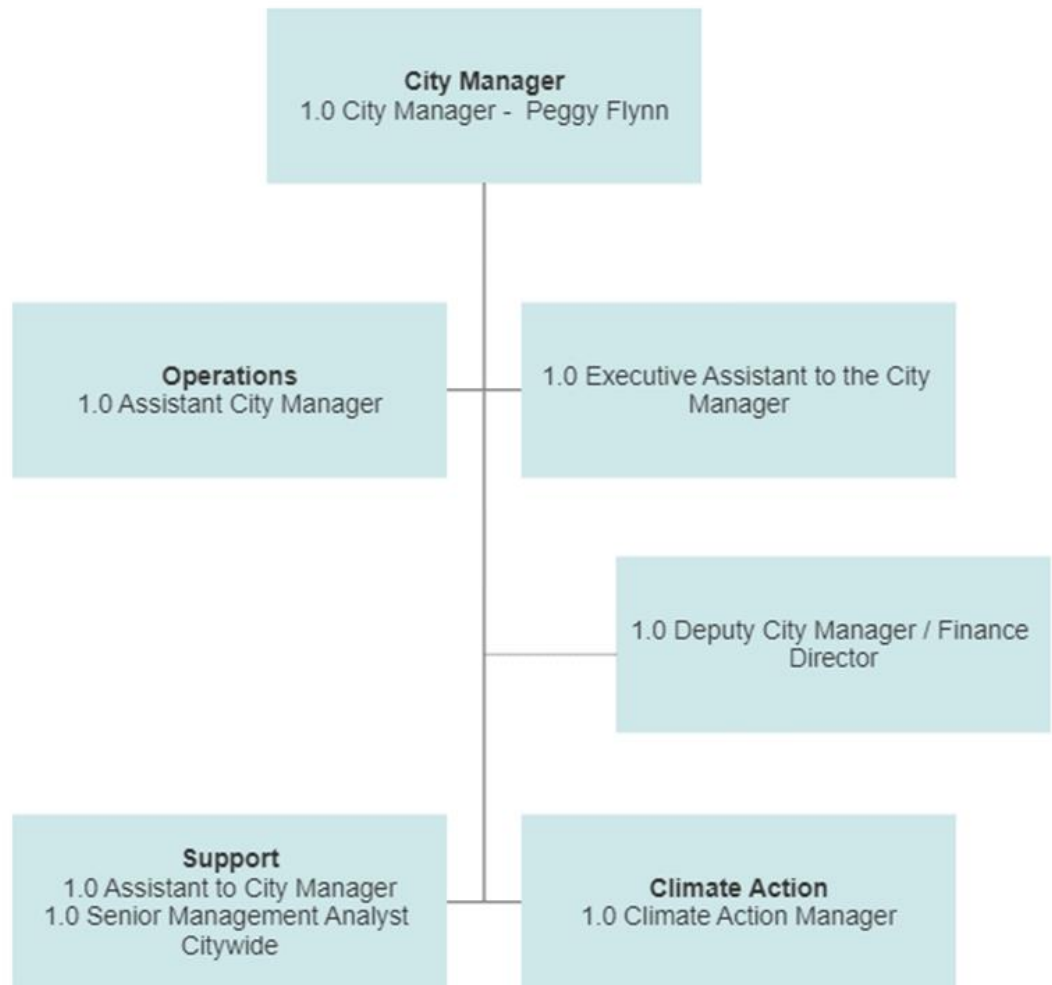 City Manager
1.0 City Manager - Peggy Flynn
Operations
1.0 Assistant City Manager
1.0 Executive Assistant to the City
Manager
1.0 Deputy City Manager / Finance
Director
Support
1.0 Assistant to City Manager
1.0 Senior Management Analyst
Citywide
Climate Action
1.0 Climate Action Manager